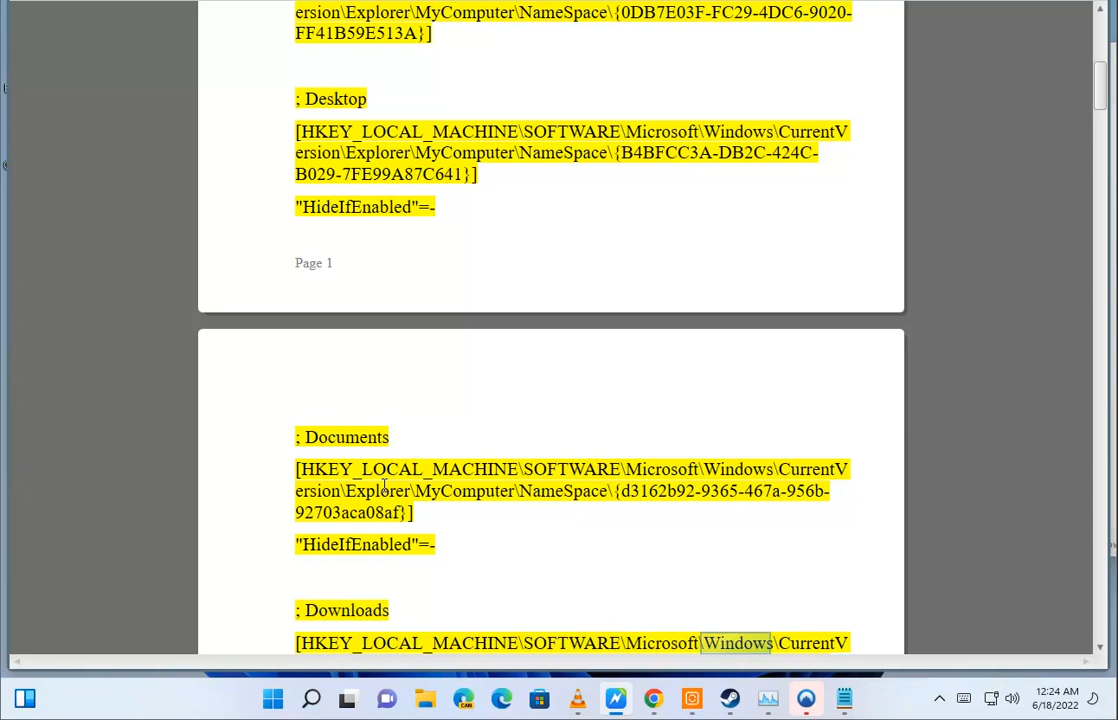 ersion\Explorer\MyComputer\NameSpace\{0DB7E03F-FC29-4DC6-9020-
FF41B59E513A}]
; Desktop
[HKEY_LOCAL_MACHINE\SOFTWARE\Microsoft\Windows\CurrentV
ersion\Explorer\MyComputer\NameSpace\{B4BFCC3A-DB2C-424C-
B029-7FE99A87C641}]
"HideIfEnabled"=-
Page 1
; Documents
[HKEY_LOCAL_MACHINE\SOFTWARE\Microsoft\Windows\CurrentV
ersion\Explorer\MyComputer\NameSpace\{d3162b92-9365-467a-956b-
92703aca08af}]
"HideIfEnabled"=-
; Downloads
[HKEY_LOCAL_MACHINE\SOFTWARE\Microsoft\Windows\CurrentV
CAN
12:24 AM
6/18/2022